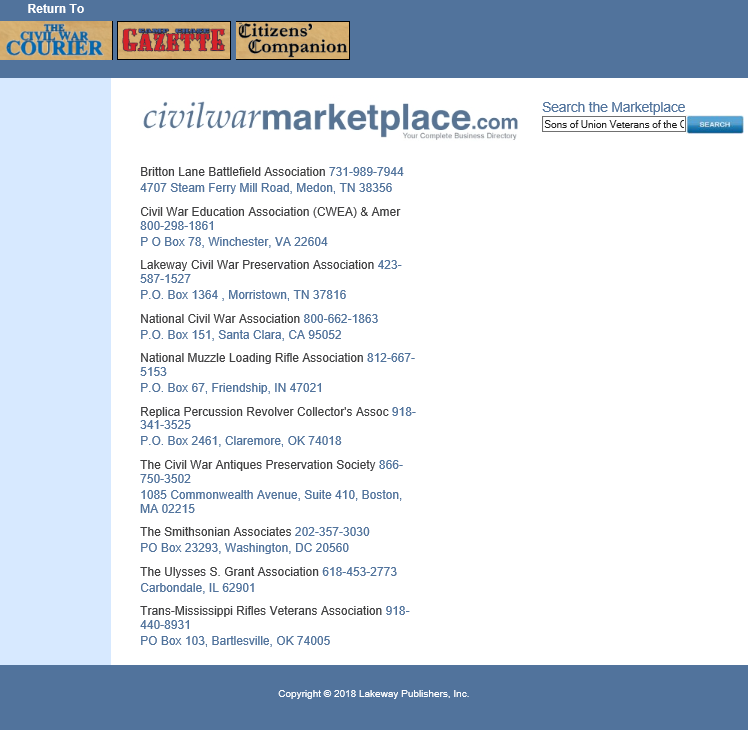 Return To
THE
CIVIL WAR
COURIER
GAZETTE
Citizens'
Companion
civilwarmarketplace.com
Your Complete Business Directory
Search the Marketplace
Sons of Union Veterans of the C
SEARCH
Britton Lane Battlefield Association 731-989-7944
4707 Steam Ferry Mill Road, Medon, TN 38356
Civil War Education Association (CWEA) & Amer
800-298-1861
P O Box 78, Winchester, VA 22604
Lakeway Civil War Preservation Association 423-
587-1527
P.O. Box 1364 , Morristown, TN 37816
National Civil War Association 800-662-1863
P.O. Box 151, Santa Clara, CA 95052
National Muzzle Loading Rifle Association 812-667-
5153
P.O. Box 67, Friendship, IN 47021
Replica Percussion Revolver Collector's Assoc 918-
341-3525
P.O. Box 2461, Claremore, OK 74018
The Civil War Antiques Preservation Society 866-
750-3502
1085 Commonwealth Avenue, Suite 410, Boston,
MA 02215
The Smithsonian Associates 202-357-3030
PO Box 23293, Washington, DC 20560
The Ulysses S. Grant Association 618-453-2773
Carbondale, IL 62901
Trans-Mississippi Rifles Veterans Association 918-
440-8931
PO Box 103, Bartlesville, OK 74005
Copyright © 2018 Lakeway Publishers, Inc.